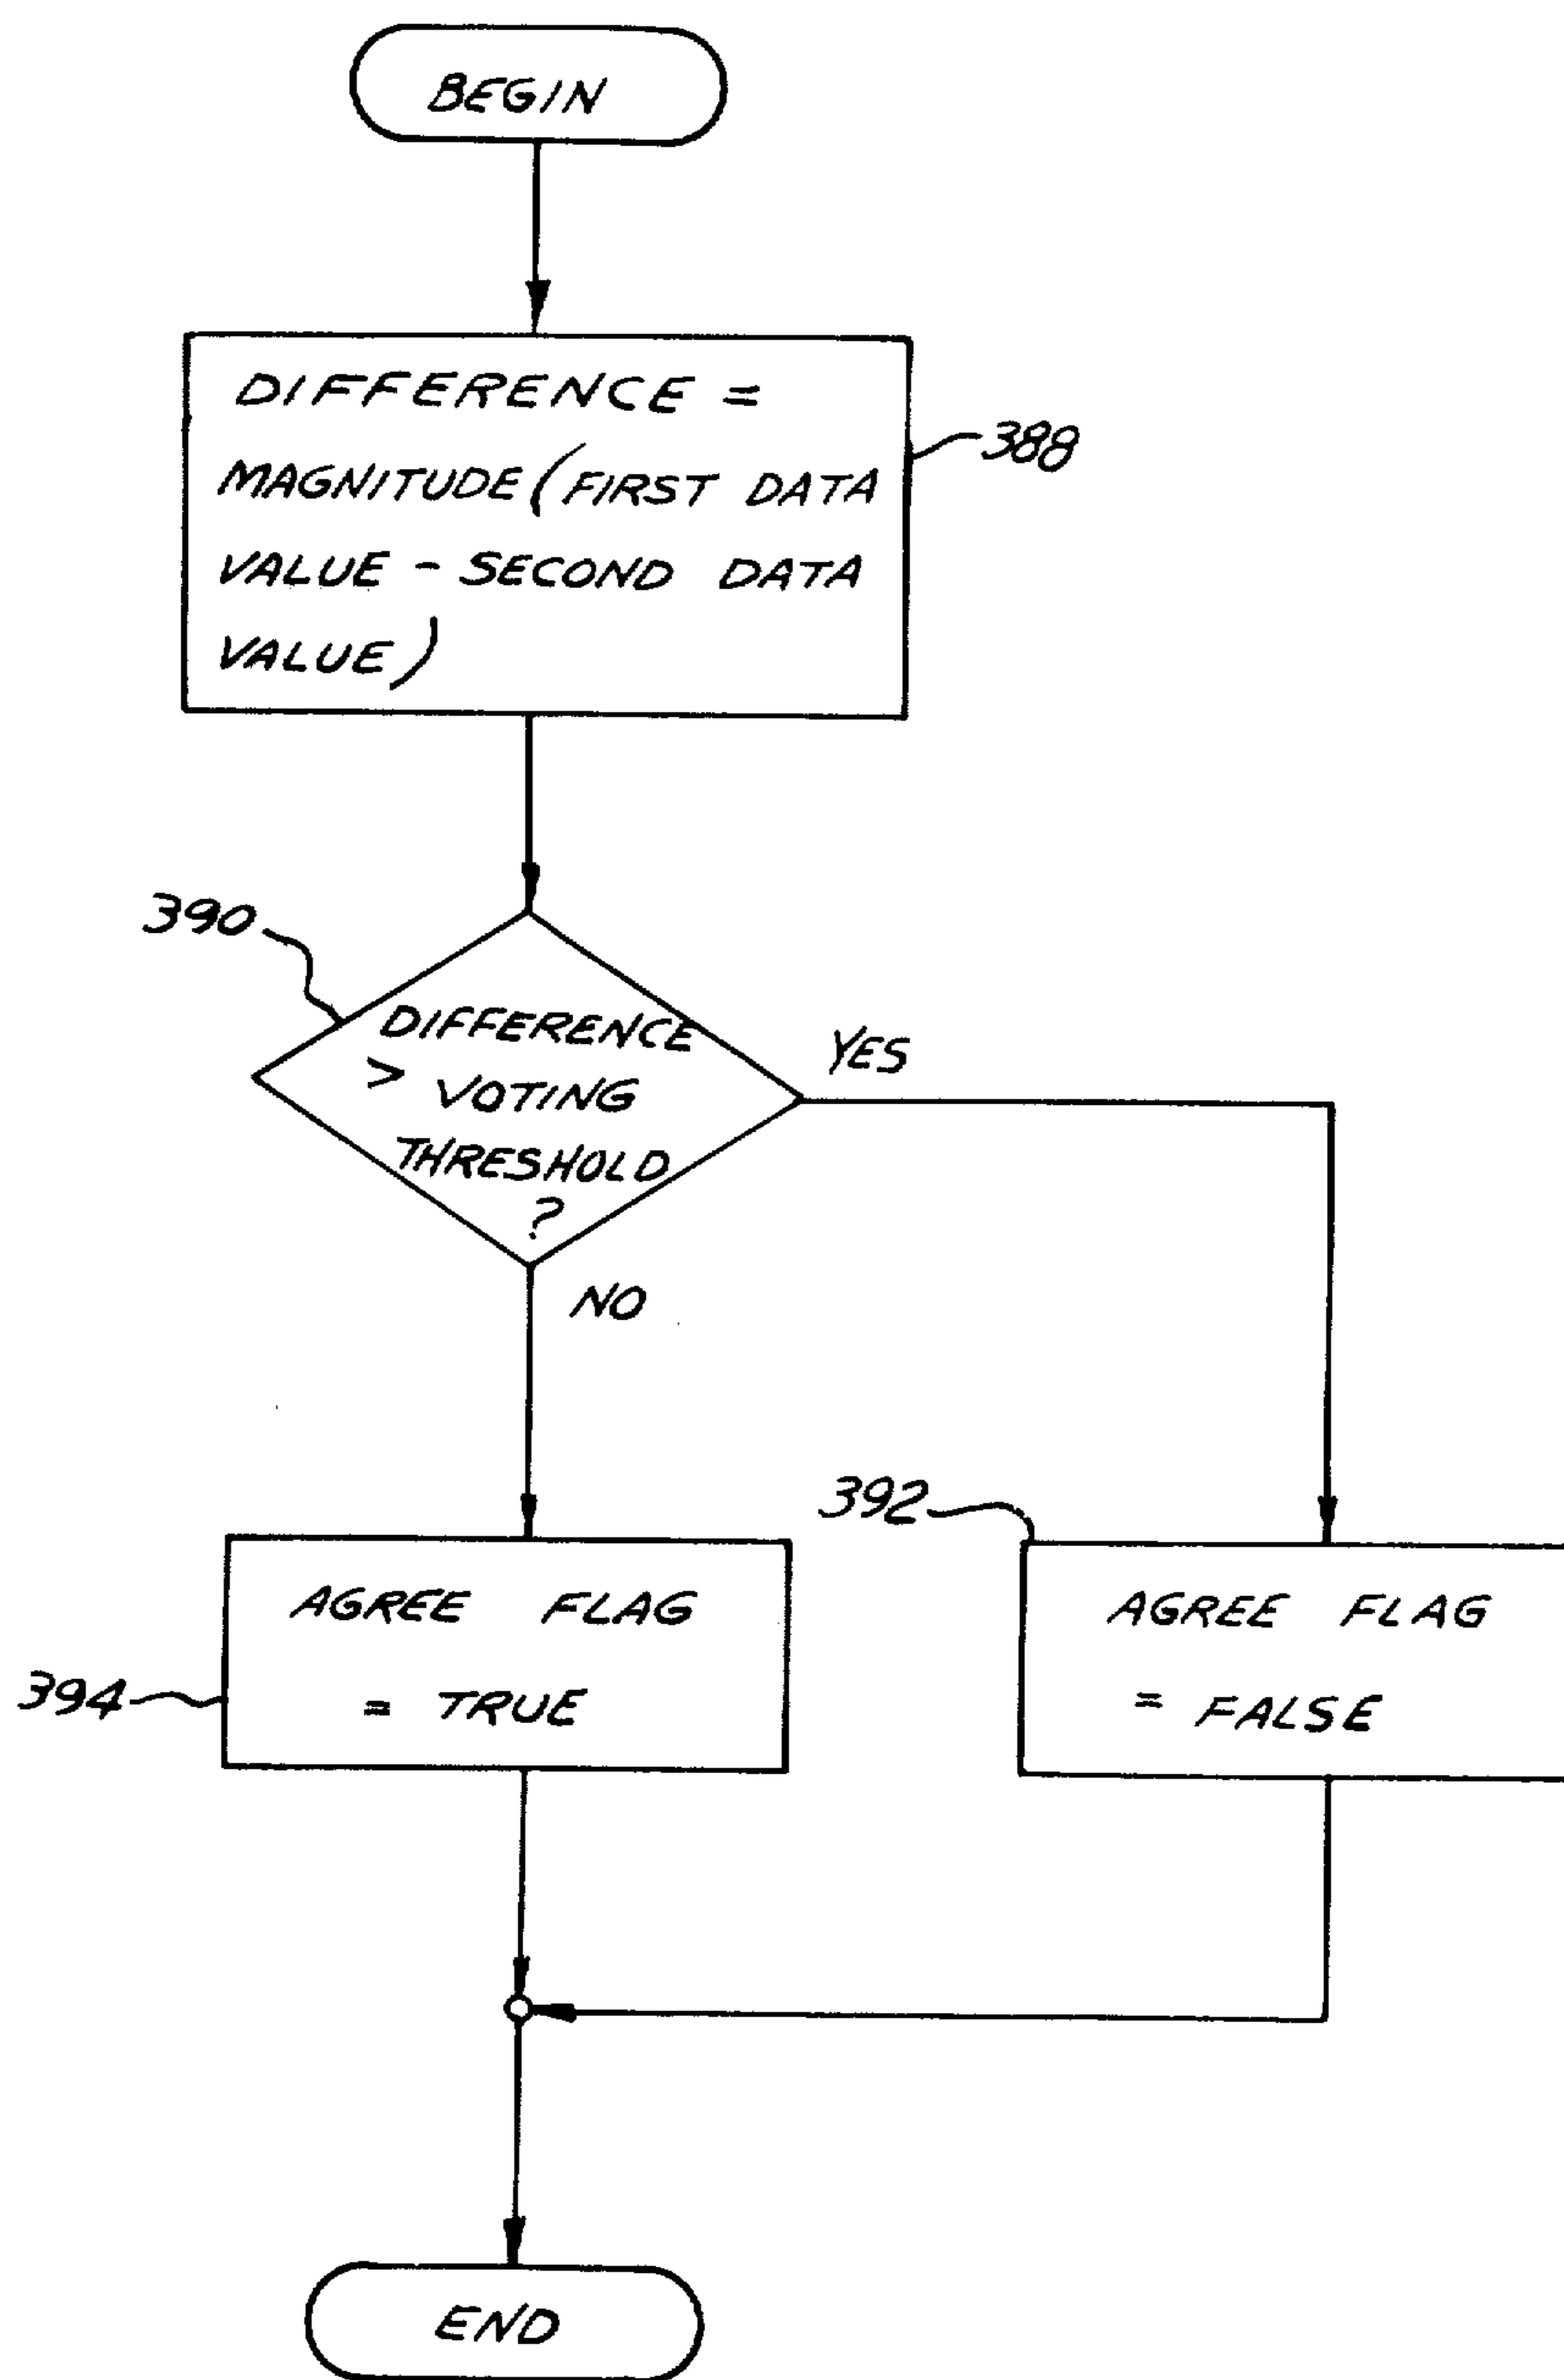 BEGIN
DIFFERENCE =
MAGNITUDE (FIRST DATA
VALUE - SECOND DATA
VALUE)
388
390
DIFFERENCE
> VOTING
THRESHOLD
?
YES
NO
392
AGREE FLAG
= TRUE
394
AGREE FLAG
= FALSE
END